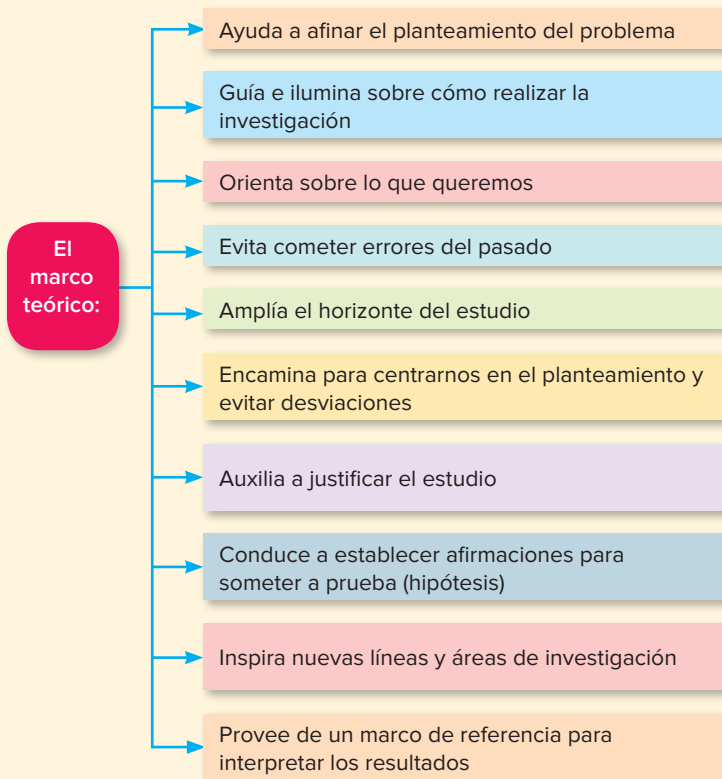 Ayuda a afinar el planteamiento del problema
Guía e ilumina sobre cómo realizar la
investigación
Orienta sobre lo que queremos
El
marco
teórico:
Evita cometer errores del pasado
Amplía el horizonte del estudio
Encamina para centrarnos en el planteamiento y
evitar desviaciones
Auxilia a justificar el estudio
Conduce a establecer afirmaciones para
someter a prueba (hipótesis)
Inspira nuevas líneas y áreas de investigación
Provee de un marco de referencia para
interpretar los resultados